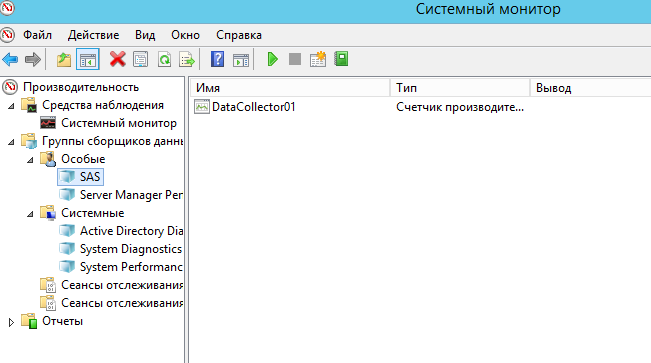 Системный монитор
Файл Действие Вид Окно Справка
Производительность
Средства наблюдения
Системный монитор
Группы сборщиков данны
Особые
SAS
Server Manager Per
Системные
Active Directory Dia
System Diagnostics
System Performanc
Сеансы отслеживания
Сеансы отслеживания
Отчеты
Имя Тип Вывод
DataCollector01 Счетчик производите...